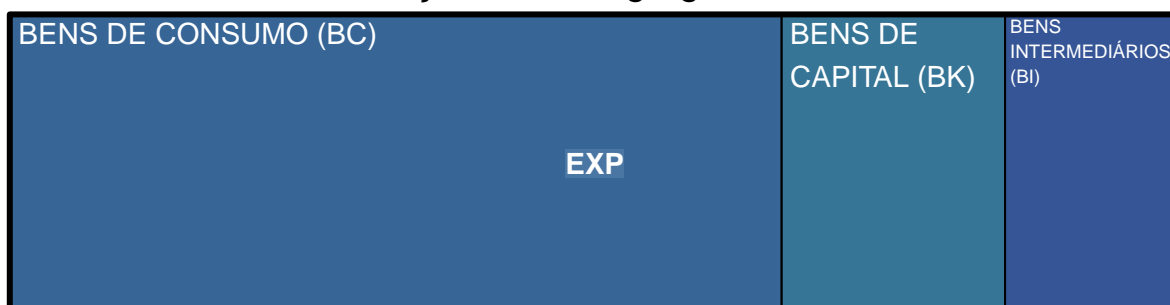 BENS DE CONSUMO (BC)
BENS DE
CAPITAL (BK)
BENS
INTERMEDIÁRIOS
(BI)
EXP